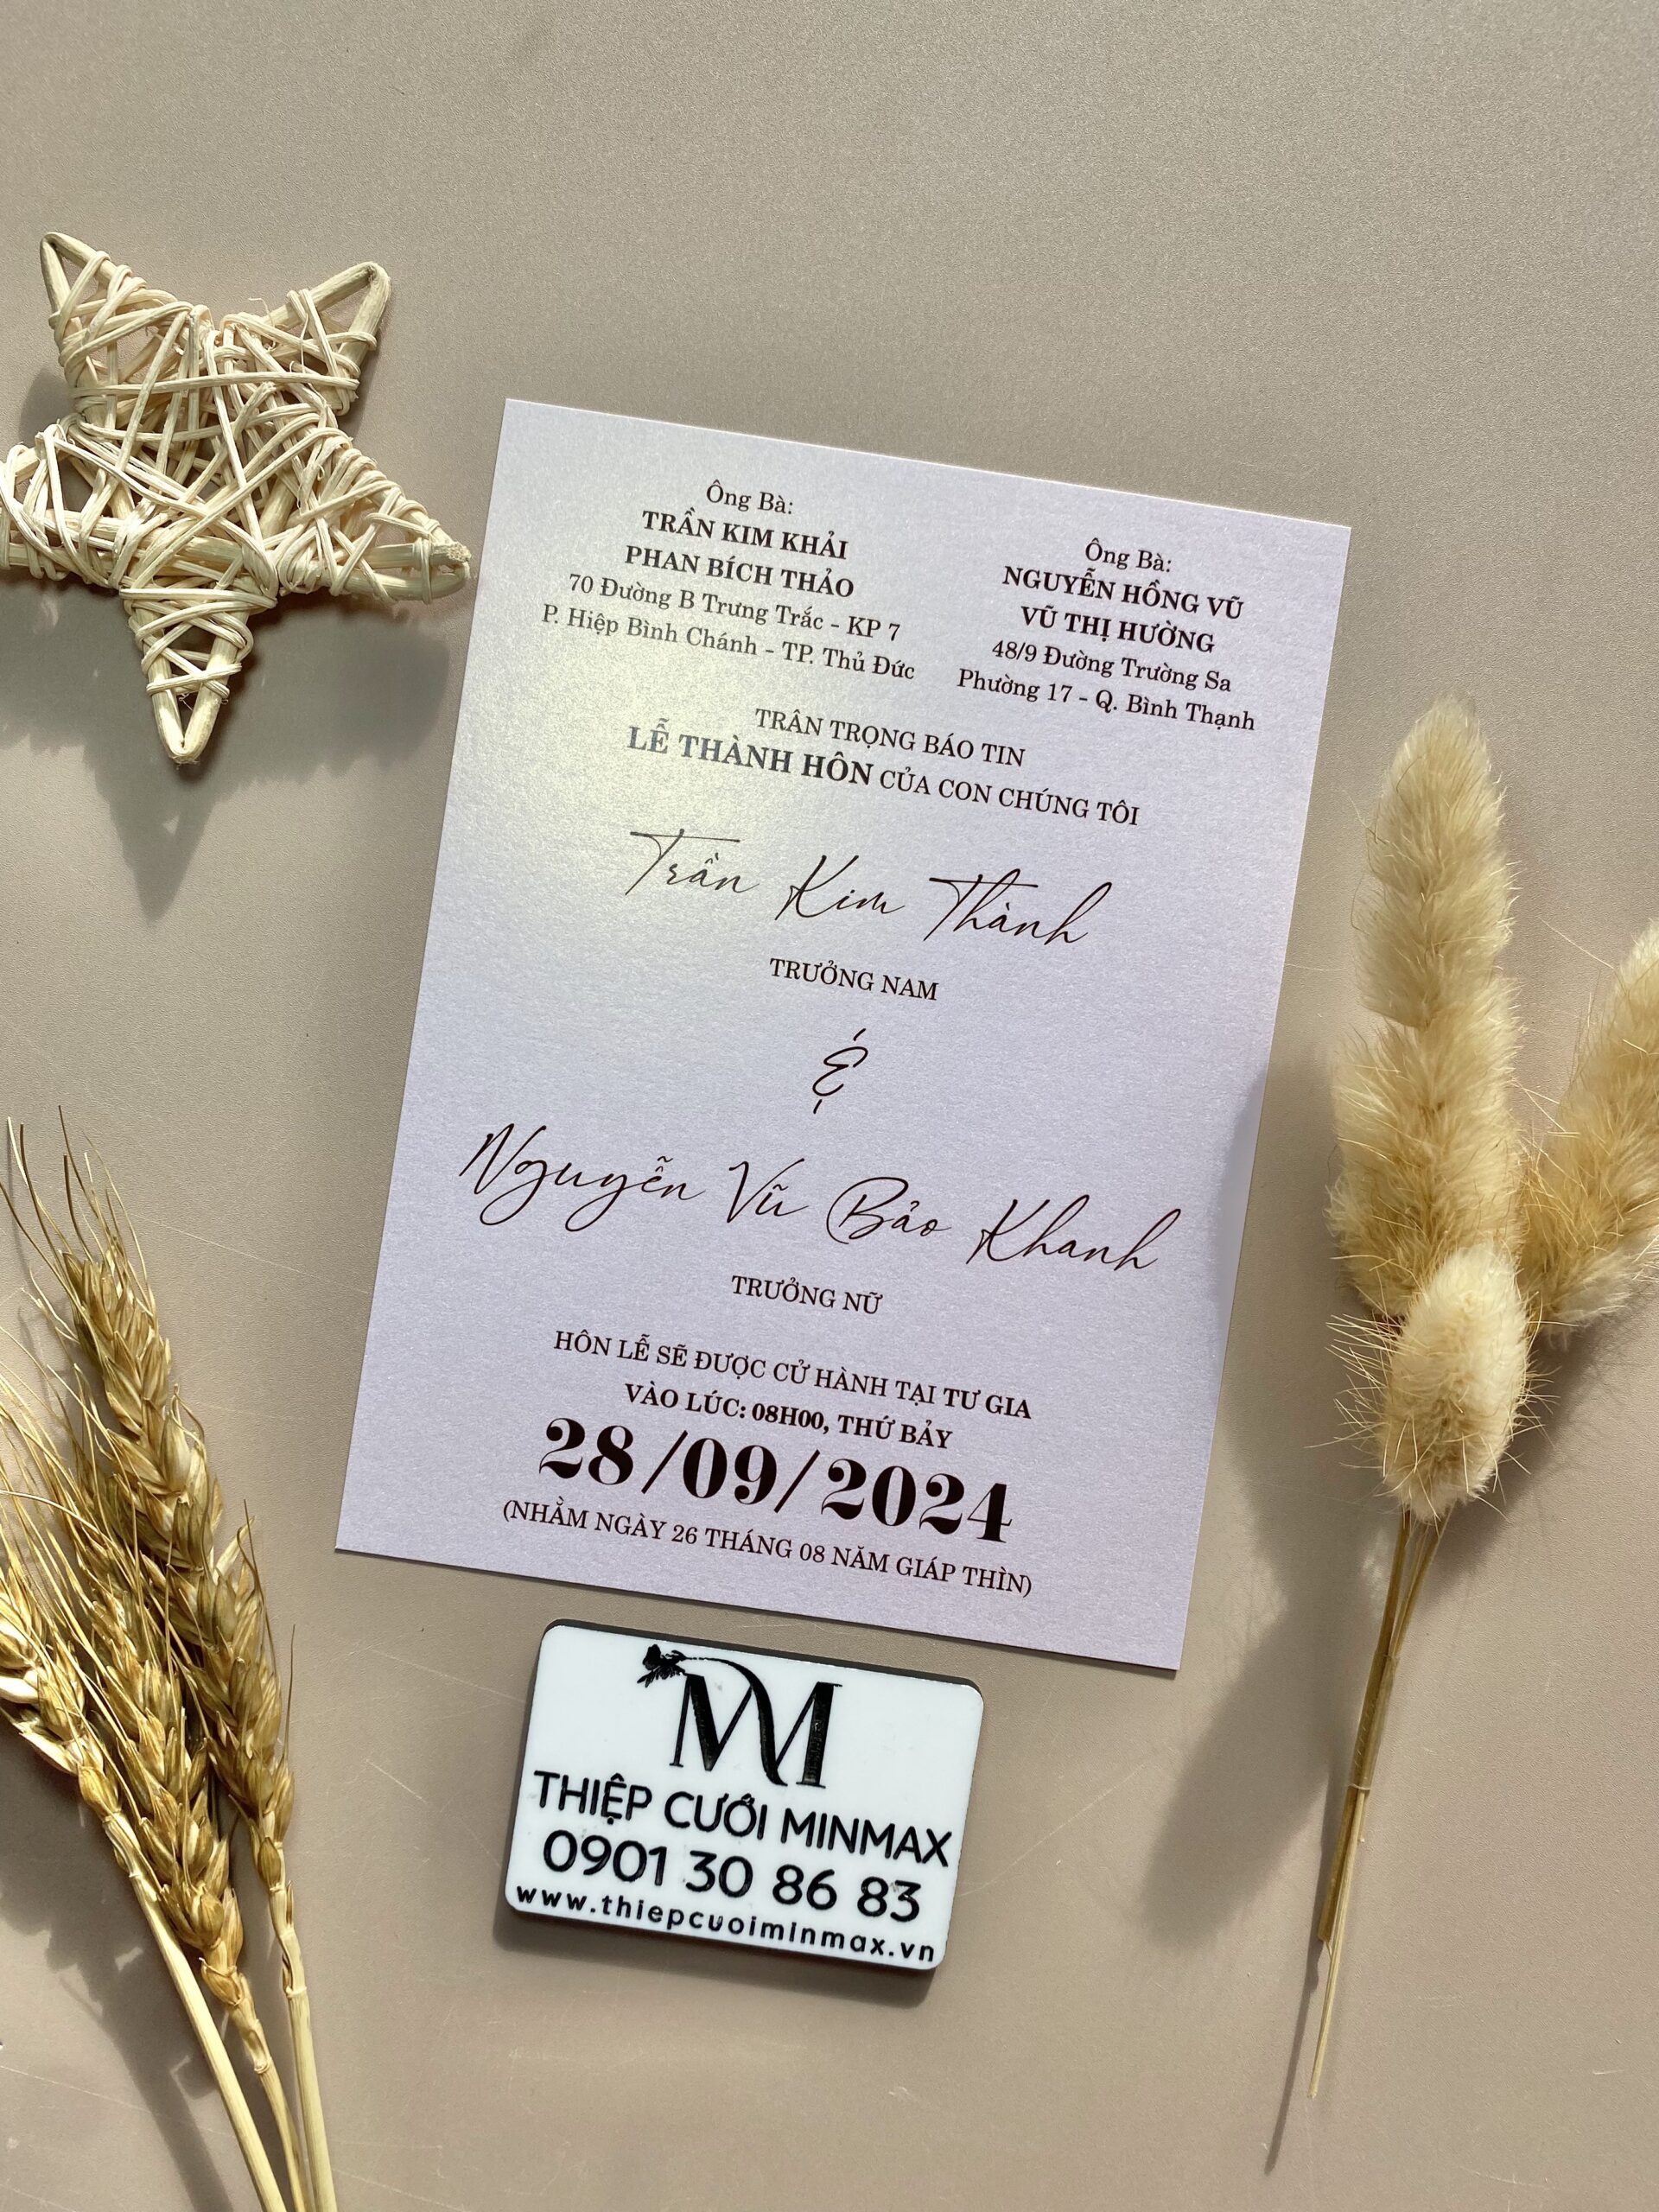 Ông Bà:
TRẦN KIM KHẢI
PHAN BÍCH THẢO
70 Đường B Trưng Trắc - KP 7
P. Hiệp Bình Chánh - TP. Thủ Đức
Ông Bà:
NGUYỄN HỒNG VŨ
VŨ THỊ HƯỜNG
48/9 Đường Trường Sa
Phường 17 - Q. Bình Thạnh
TRÂN TRỌNG BÁO TIN
LỄ THÀNH HÔN CỦA CON CHÚNG TÔI
Trần Kim Thành
TRƯỞNG NAM
&
Nguyễn Vũ Bảo Khanh
TRƯỞNG NỮ
HÔN LỄ SẼ ĐƯỢC CỬ HÀNH TẠI TƯ GIA
VÀO LÚC: 08H00, THỨ BẢY
28/09/2024
(NHẰM NGÀY 26 THÁNG 08 NĂM GIÁP THÌN)
MM
THIỆP CƯỚI MINMAX
0901 30 86 83
www.thiepcuoiminmax.vn